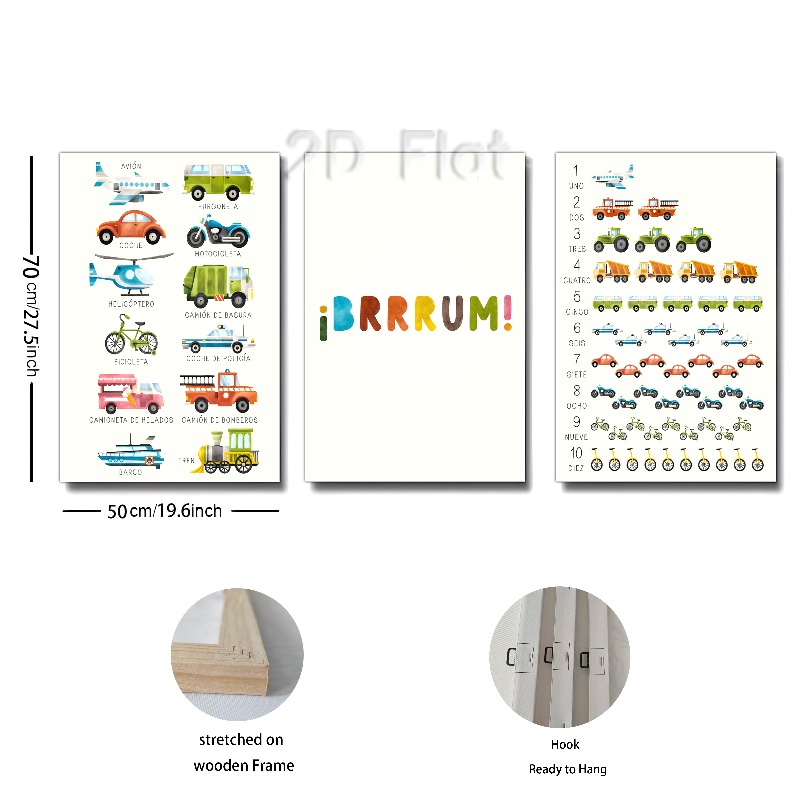 2D Flat
AVIÓN
FURGONETA
COCHE
MOTOCICLETA
HELICÓPTERO
CAMIÓN DE BASURA
BICICLETA
COCHE DE POLICÍA
CAMIONETA DE HELADOS
CAMIÓN DE BOMBEROS
BARCO
TREN
¡BRRRUM!
1
UNO
2
DOS
3
TRES
4
CUATRO
5
CINCO
6
SEIS
7
SIETE
8
OCHO
9
NUEVE
10
DIEZ
70cm/27.5inch
50cm/19.6inch
stretched on
wooden Frame
Hook
Ready to Hang